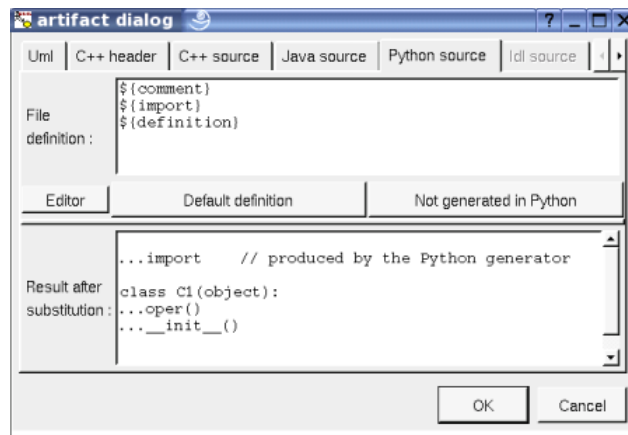 artifact dialog
Uml C++ header C++ source Java source Python source Idl source
${comment}
${import}
${definition}
File
definition :
Editor Default definition Not generated in Python
...import // produced by the Python generator
class C1(object):
...oper()
...__init__()
Result after
substitution :
OK Cancel